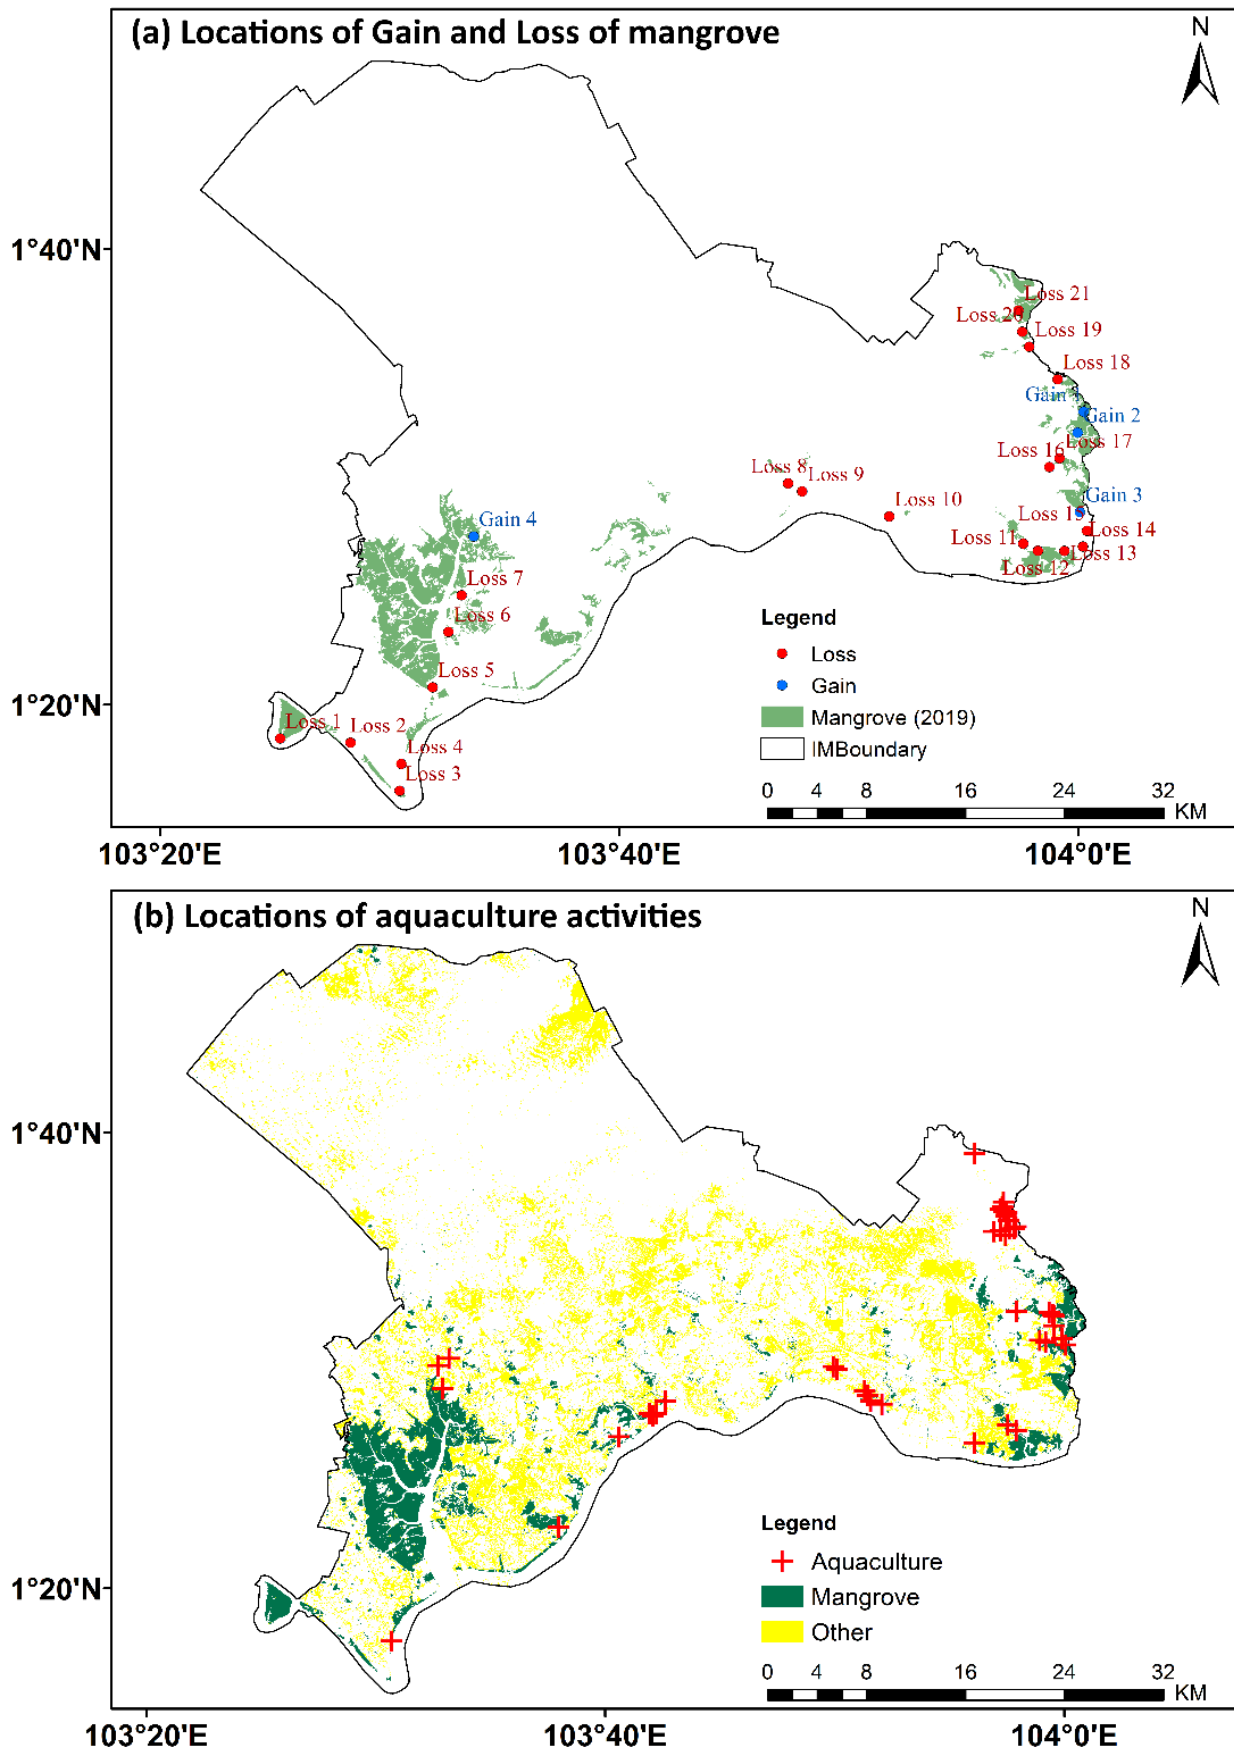 (a) Locations of Gain and Loss of mangrove
N
1°40'N
Loss 21
Loss 20
Loss 19
Loss 18
Gain 1
Gain 2
Loss 17
Loss 16
Loss 8
Loss 9
Gain 3
Loss 10
Loss 15
Gain 4
Loss 14
Loss 11
Loss 13
Loss 12
Loss 7
Loss 6
Legend
Loss
Loss 5
Gain
1°20'N
Mangrove (2019)
Loss 1
Loss 2
IMBoundary
Loss 4
Loss 3
0 4 8 16 24 32
KM
103°20'E 103°40'E 104°0'E
(b) Locations of aquaculture activities
N
1°40'N
Legend
Aquaculture
1°20'N
Mangrove
Other
0 4 8 16 24 32
KM
103°20'E 103°40'E 104°0'E